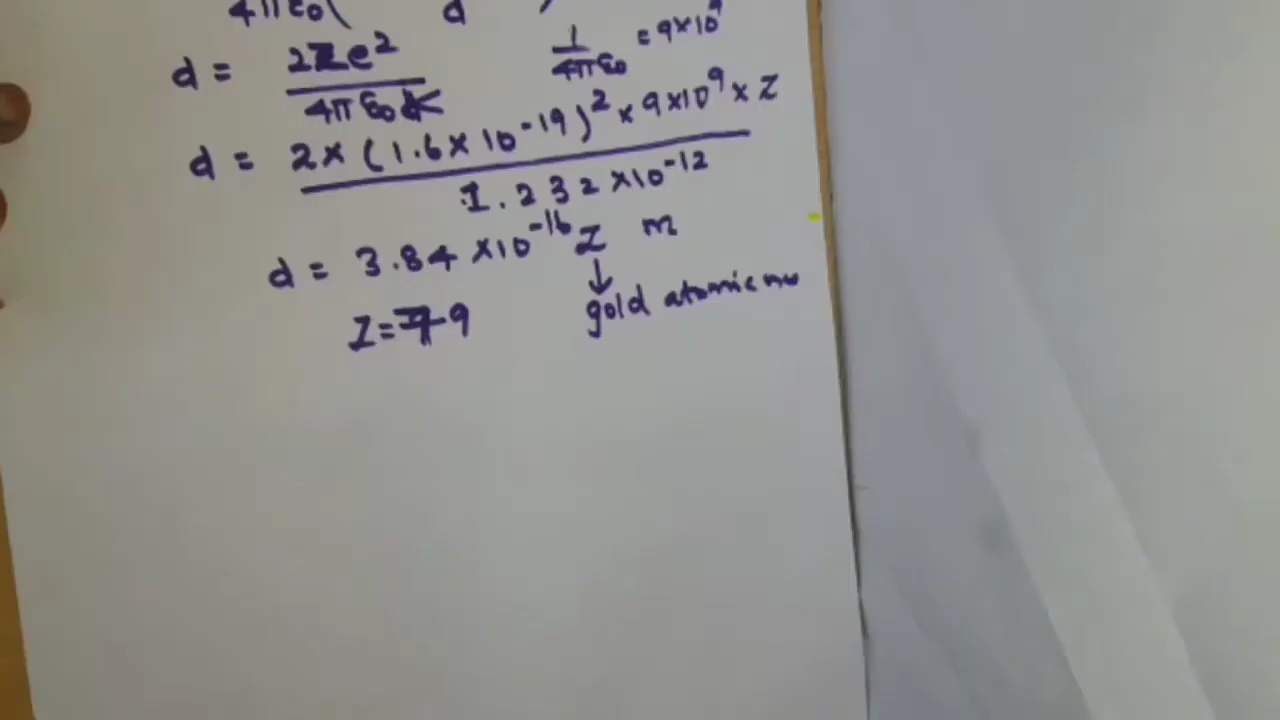 4πε₀( d )
d = 2Ze² / 4πε₀K
1 / 4πε₀ = 9×10⁹
d = 2× (1.6× 10⁻¹⁹)² × 9×10⁹ × Z / 1.232 ×10⁻¹²
d = 3.84 ×10⁻¹⁶ Z m
Z = 79
↓ gold atomic